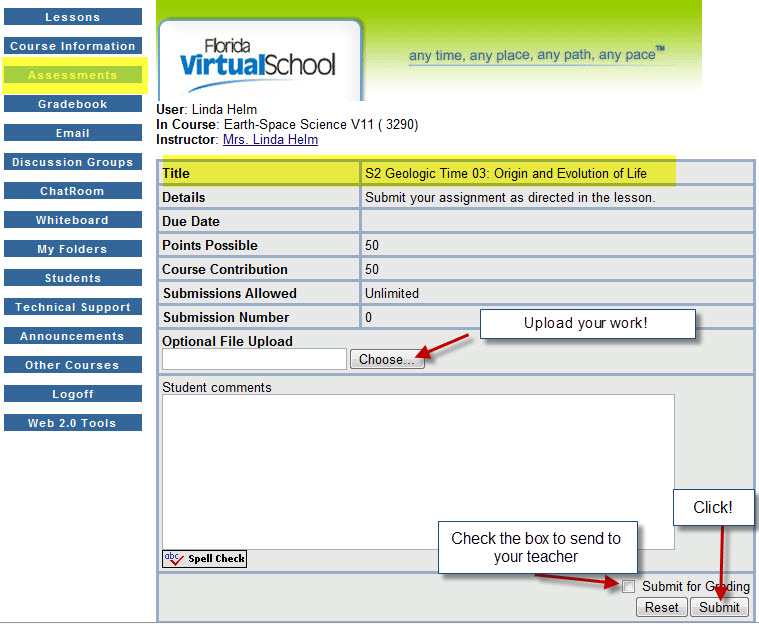 Lessons
Course Information
Assessments
Gradebook
Email
Discussion Groups
ChatRoom
Whiteboard
My Folders
Students
Technical Support
Announcements
Other Courses
Logoff
Web 2.0 Tools
Florida
VirtualSchool
any time, any place, any path, any pace™
User: Linda Helm
In Course: Earth-Space Science V11 ( 3290)
Instructor: Mrs. Linda Helm
Title S2 Geologic Time 03: Origin and Evolution of Life
Details Submit your assignment as directed in the lesson.
Due Date
Points Possible 50
Course Contribution 50
Submissions Allowed Unlimited
Submission Number 0
Upload your work!
Optional File Upload
Choose...
Student comments
Click!
Check the box to send to
your teacher
abc Spell Check
Submit for Grading
Reset Submit